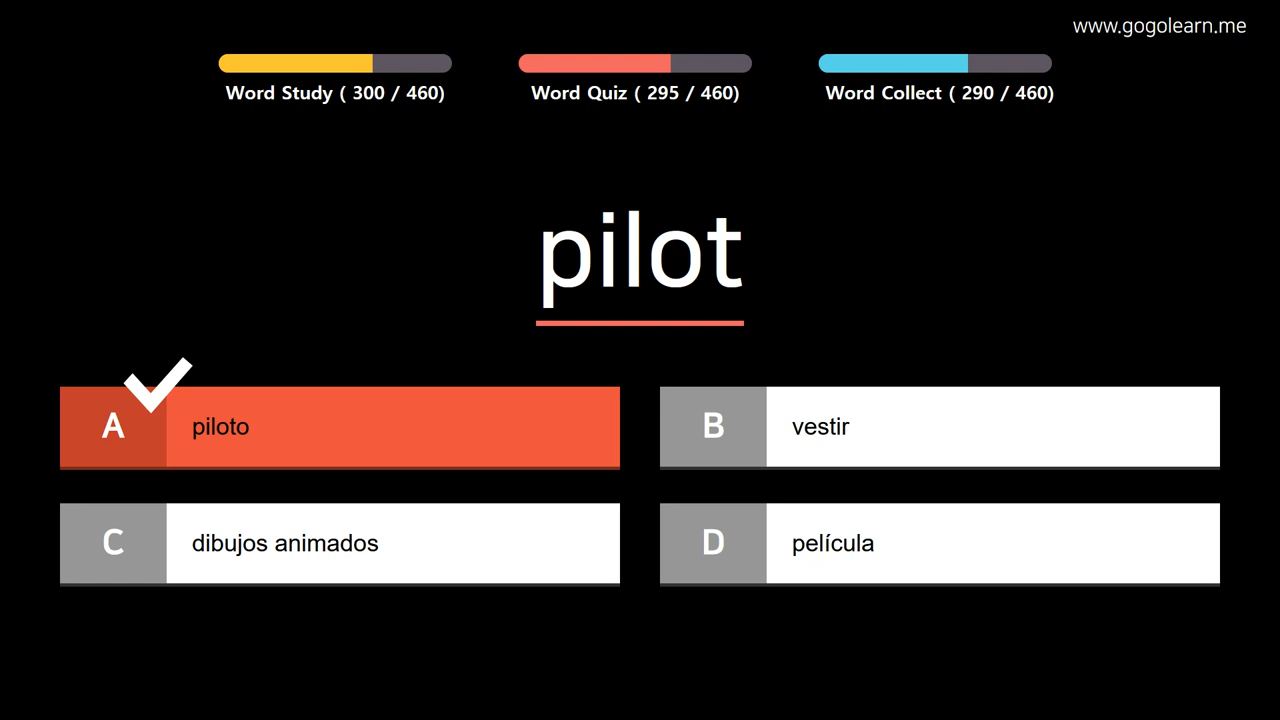 www.gogolearn.me
Word Study ( 300 / 460)
Word Quiz ( 295 / 460)
Word Collect ( 290 / 460)
pilot
A piloto
B vestir
C dibujos animados
D película